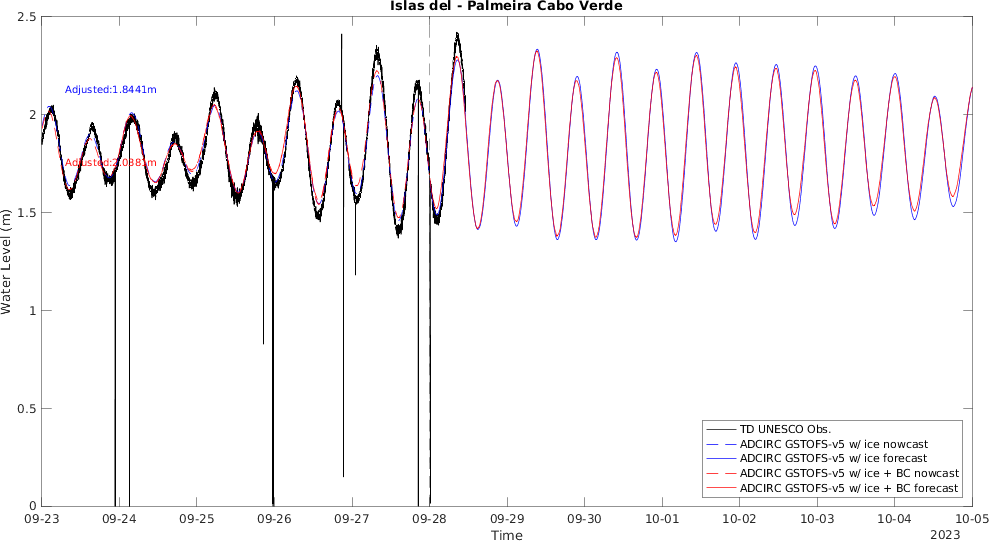 Islas del - Palmeira Cabo Verde
2.5
2
1.5
1
0.5
0
Water Level (m)
Adjusted:1.8441m
Adjusted:2.0381m
TD UNESCO Obs.
ADCIRC GSTOFS-v5 w/ ice nowcast
ADCIRC GSTOFS-v5 w/ ice forecast
ADCIRC GSTOFS-v5 w/ ice + BC nowcast
ADCIRC GSTOFS-v5 w/ ice + BC forecast
09-23 09-24 09-25 09-26 09-27 09-28 09-29 09-30 10-01 10-02 10-03 10-04 10-05
Time
2023